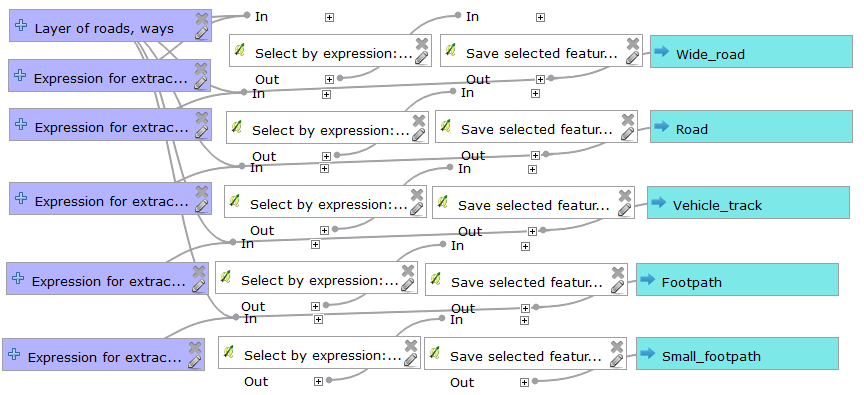 Layer of roads, ways
In
In
Select by expression:...
Save selected featur...
Wide_road
Expression for extrac...
Out
Out
In
In
Expression for extrac...
Select by expression:...
Save selected featur...
Road
Out
Out
In
In
Expression for extrac...
Select by expression:...
Save selected featur...
Vehicle_track
Out
Out
In
In
Expression for extrac...
Select by expression:...
Save selected featur...
Footpath
Out
Out
In
In
Expression for extrac...
Select by expression:...
Save selected featur...
Small_footpath
Out
Out